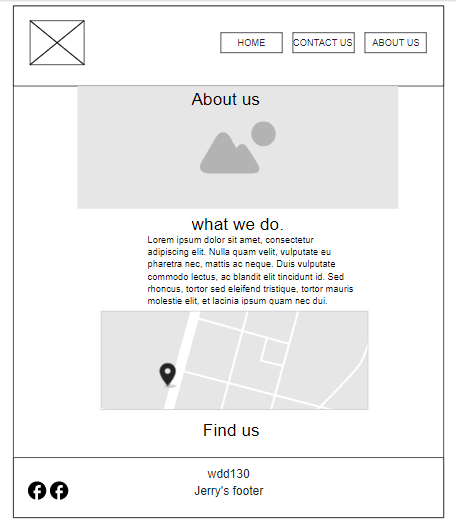 HOME
CONTACT US
ABOUT US
About us
what we do.
Lorem ipsum dolor sit amet, consectetur
adipiscing elit. Nulla quam velit, vulputate eu
pharetra nec, mattis ac neque. Duis vulputate
commodo lectus, ac blandit elit tincidunt id. Sed
rhoncus, tortor sed eleifend tristique, tortor mauris
molestie elit, et lacinia ipsum quam nec dui.
Find us
wdd130
Jerry's footer